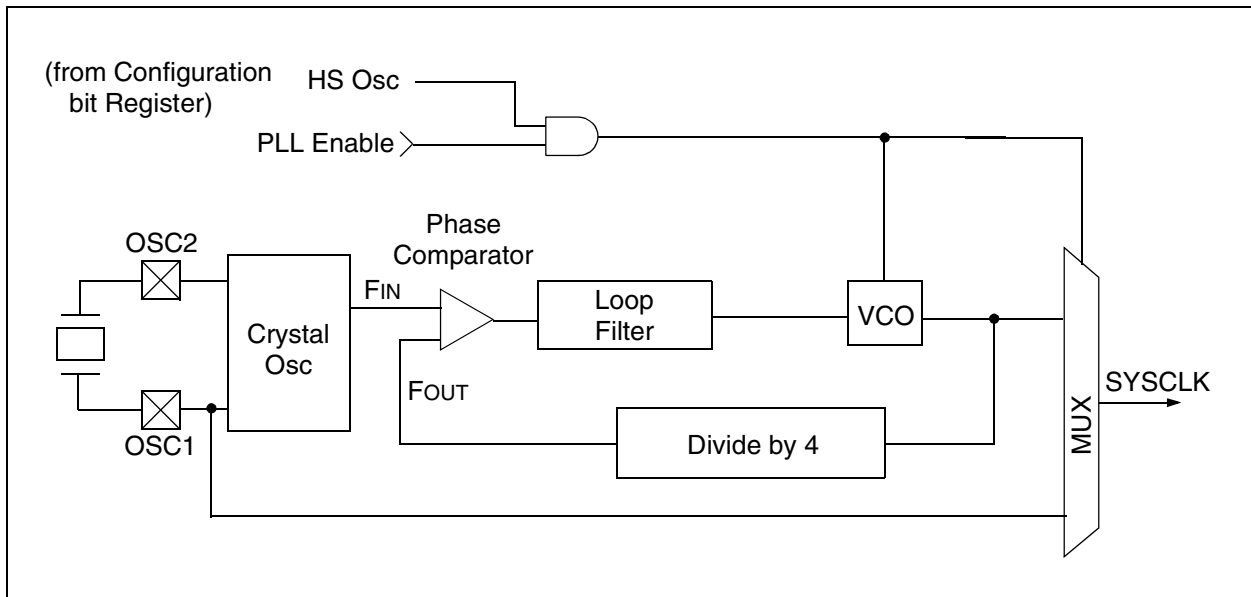 (from Configuration
bit Register)
HS Osc
PLL Enable
Phase
Comparator
OSC2
FIN
Crystal
Osc
Loop
Filter
VCO
FOUT
OSC1
Divide by 4
MUX
SYSCLK